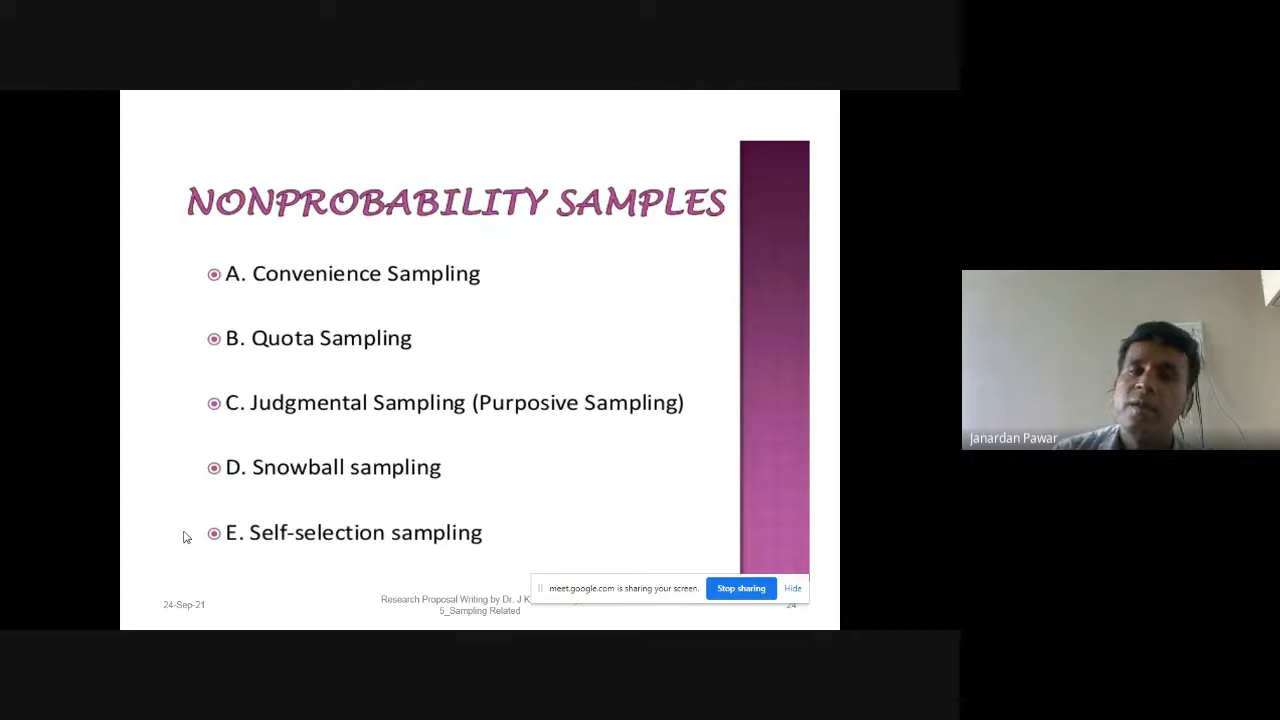 NONPROBABILITY SAMPLES
A. Convenience Sampling
B. Quota Sampling
C. Judgmental Sampling (Purposive Sampling)
D. Snowball sampling
E. Self-selection sampling
meet.google.com is sharing your screen.
Stop sharing
Hide
24-Sep-21
Research Proposal Writing by Dr. J K
5_Sampling Related
24
Janardan Pawar